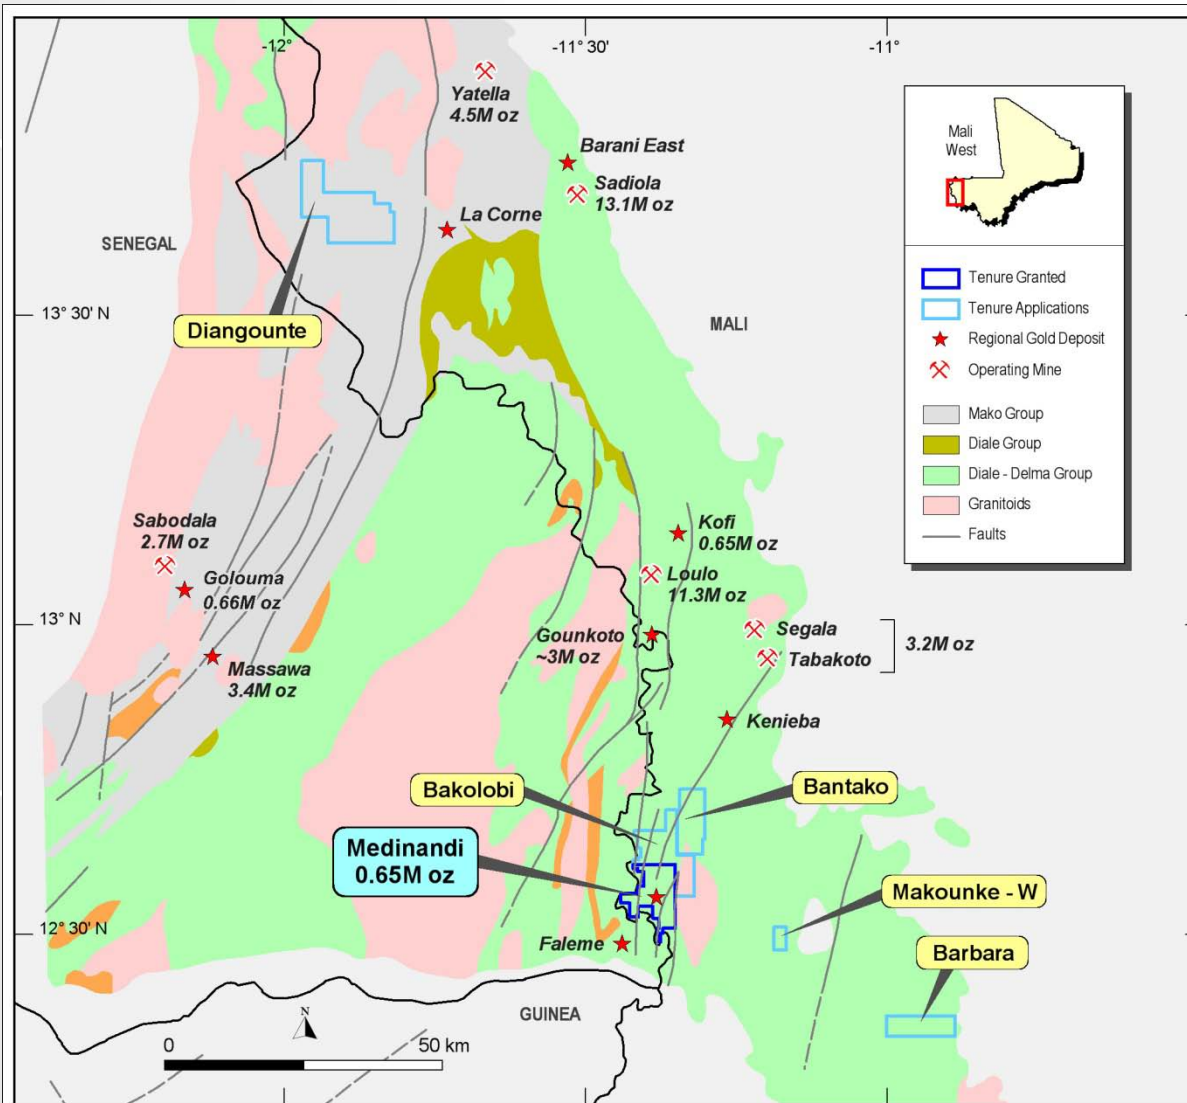 -12°
-11° 30'
-11°
Yatella
4.5M oz
Barani East
Sadiola
13.1M oz
La Corne
SENEGAL
13° 30' N
Diangounte
MALI
Mali
West
Tenure Granted
Tenure Applications
Regional Gold Deposit
Operating Mine
Mako Group
Diale Group
Diale - Delma Group
Granitoids
Faults
Sabodala
2.7M oz
Golouma
0.66M oz
Kofi
0.65M oz
Loulo
11.3M oz
13° N
Gounkoto
~3M oz
Segala
Tabakoto
3.2M oz
Massawa
3.4M oz
Kenieba
Bakolobi
Bantako
Medinandi
0.65M oz
Makounke - W
12° 30' N
Faleme
Barbara
GUINEA
N
0
50 km